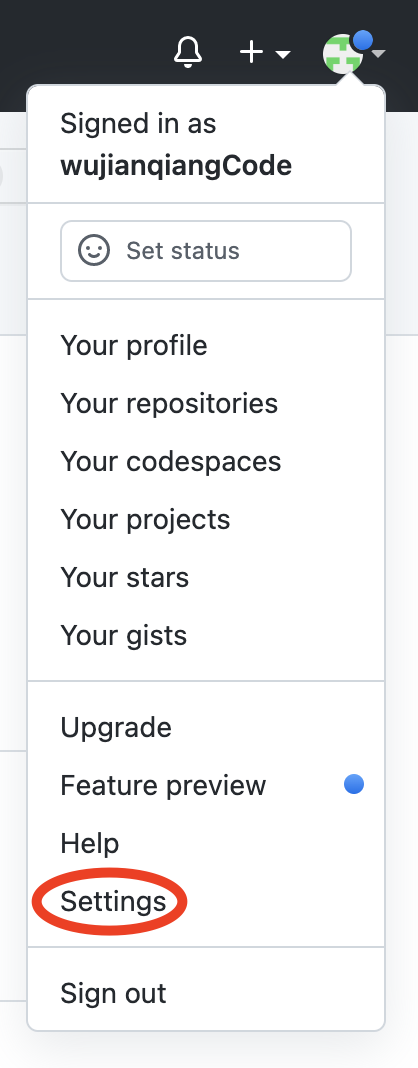 Signed in as
wujianqiangCode
Set status
Your profile
Your repositories
Your codespaces
Your projects
Your stars
Your gists
Upgrade
Feature preview
Help
Settings
Sign out